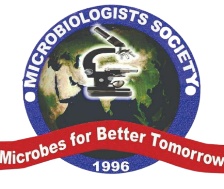 MICROBIOLOGISTS SOCIETY
Microbes for Better Tomorrow
1996